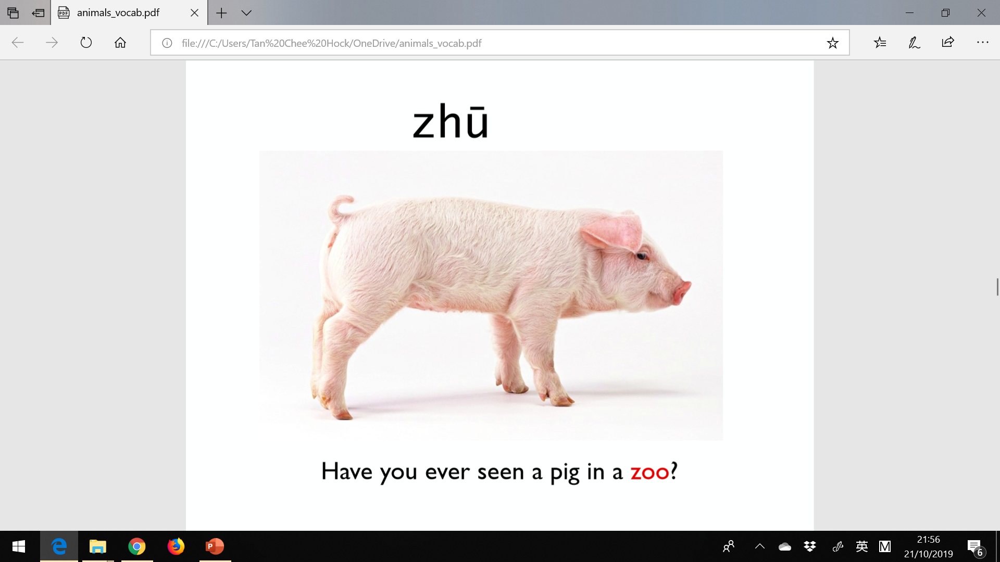 animals_vocab.pdf
file:///C:/Users/Tan%20Chee%20Hock/OneDrive/animals_vocab.pdf
zhū
Have you ever seen a pig in a zoo?
英
M
21:56
21/10/2019
6